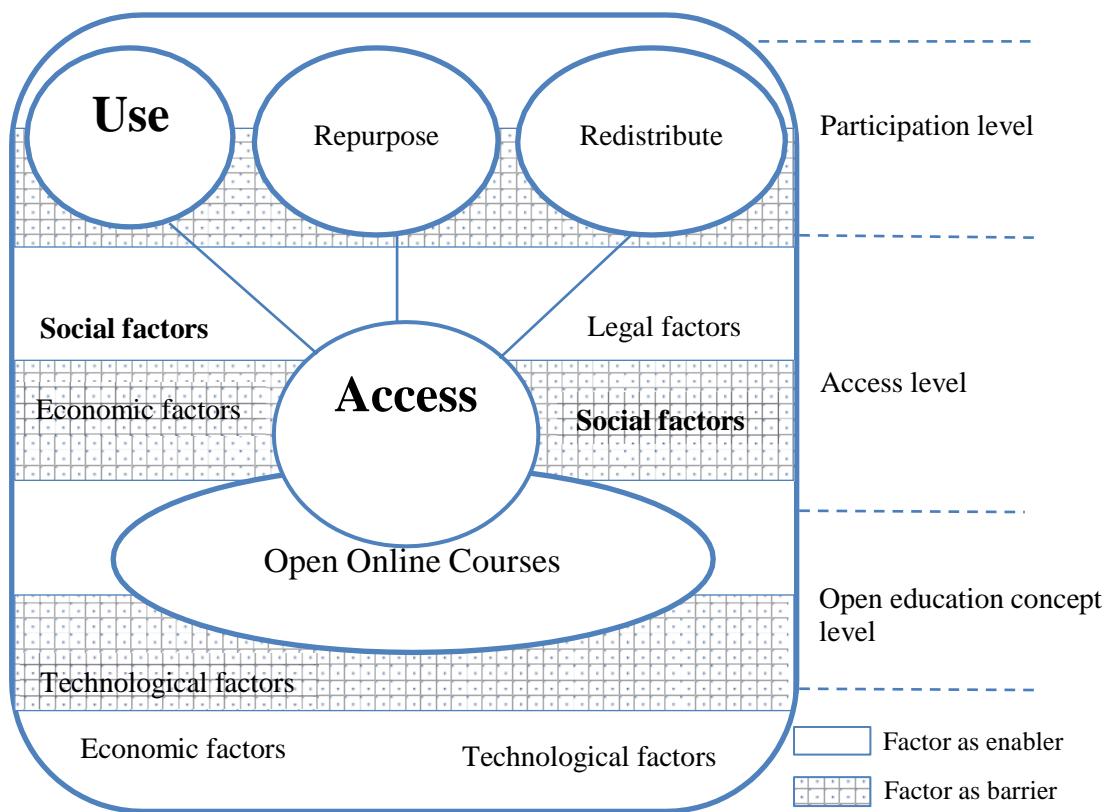 Use
Repurpose
Redistribute
Participation level
Social factors
Legal factors
Access
Access level
Economic factors
Social factors
Open Online Courses
Open education concept
level
Technological factors
Economic factors
Technological factors
Factor as enabler
Factor as barrier